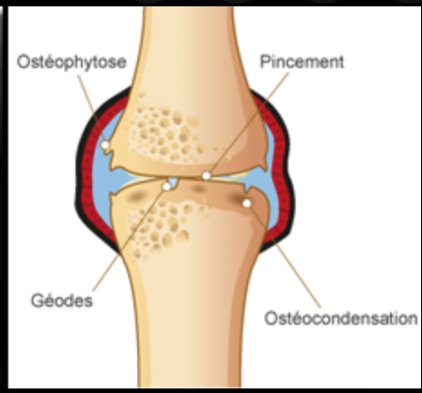 Ostéophytose
Pincement
Géodes
Ostéocondensation